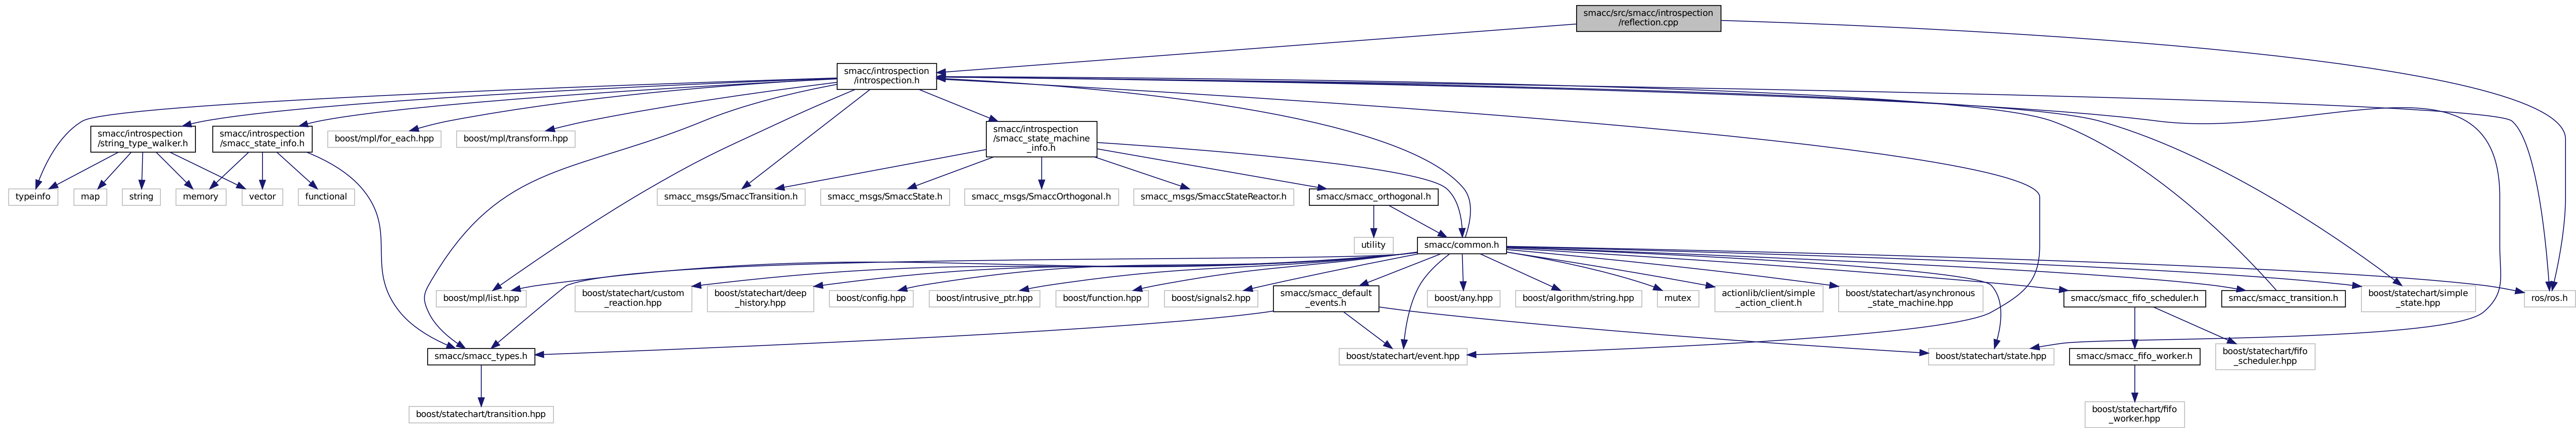 smacc/src/smacc/introspection
/reflection.cpp
smacc/introspection
/introspection.h
smacc/introspection
/string_type_walker.h
smacc/introspection
/smacc_state_info.h
boost/mpl/for_each.hpp
boost/mpl/transform.hpp
smacc/introspection
/smacc_state_machine
_info.h
typeinfo
map
string
memory
vector
functional
smacc_msgs/SmaccTransition.h
smacc_msgs/SmaccState.h
smacc_msgs/SmaccOrthogonal.h
smacc_msgs/SmaccStateReactor.h
smacc/smacc_orthogonal.h
utility
smacc/common.h
boost/mpl/list.hpp
boost/statechart/custom
_reaction.hpp
boost/statechart/deep
_history.hpp
boost/config.hpp
boost/intrusive_ptr.hpp
boost/function.hpp
boost/signals2.hpp
smacc/smacc_default
_events.h
boost/any.hpp
boost/algorithm/string.hpp
mutex
actionlib/client/simple
_action_client.h
boost/statechart/asynchronous
_state_machine.hpp
smacc/smacc_fifo_scheduler.h
smacc/smacc_transition.h
boost/statechart/simple
_state.hpp
ros/ros.h
smacc/smacc_types.h
boost/statechart/event.hpp
boost/statechart/state.hpp
smacc/smacc_fifo_worker.h
boost/statechart/fifo
_scheduler.hpp
boost/statechart/transition.hpp
boost/statechart/fifo
_worker.hpp